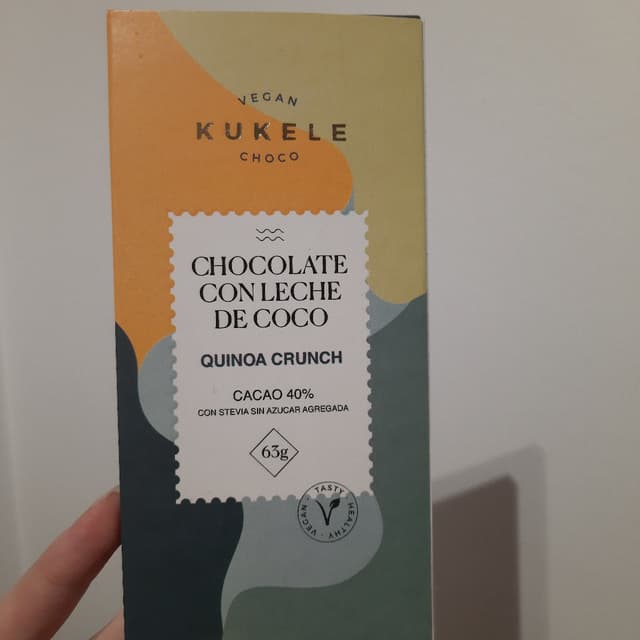 VEGAN
KUKELE
CHOCO
CHOCOLATE
CON LECHE
DE COCO
QUINOA CRUNCH
CACAO 40%
CON STEVIA SIN AZUCAR AGREGADA
63g
VEGAN · TASTY · HEALTHY